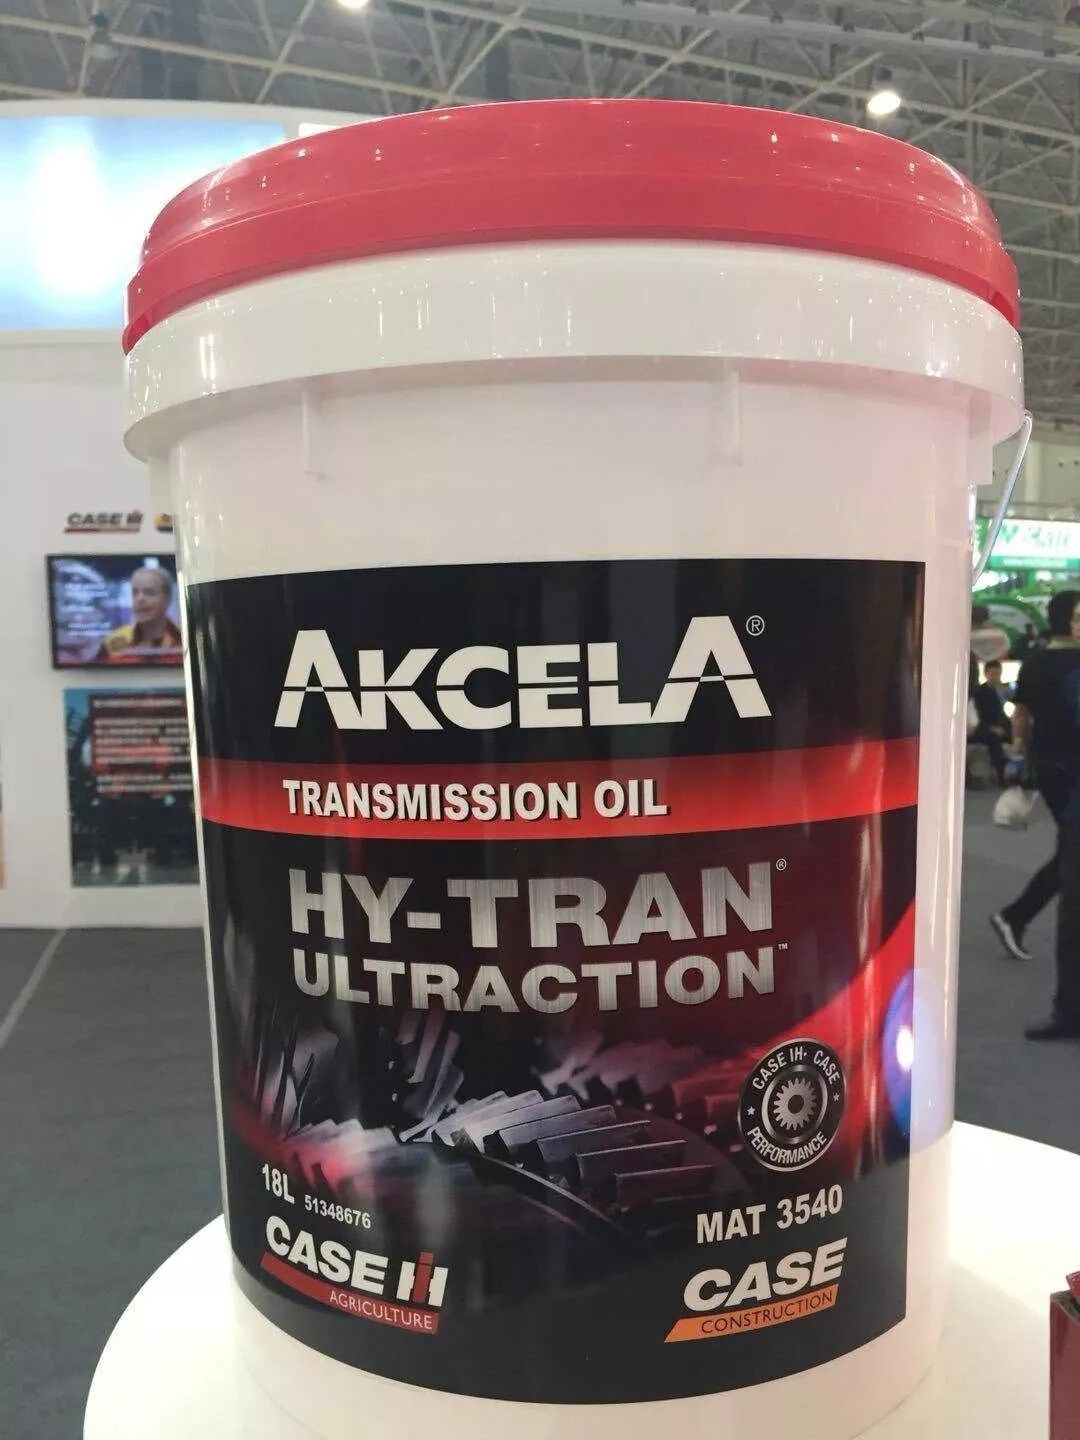 CASE IH
AKCELA®
TRANSMISSION OIL
HY-TRAN®
ULTRACTION™
CASE IH · CASE
PERFORMANCE
18L 51348676
MAT 3540
CASE IH
AGRICULTURE
CASE
CONSTRUCTION